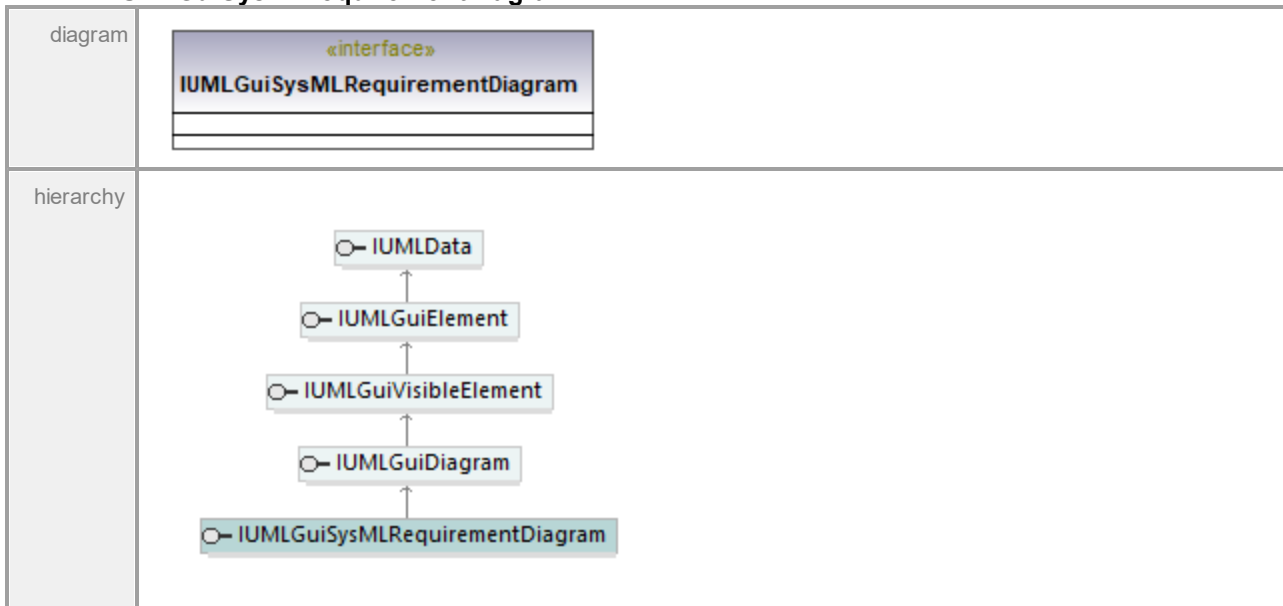 diagram
«interface»
IUMLGuiSysMLRequirementDiagram
hierarchy
IUMLData
IUMLGuiElement
IUMLGuiVisibleElement
IUMLGuiDiagram
IUMLGuiSysMLRequirementDiagram